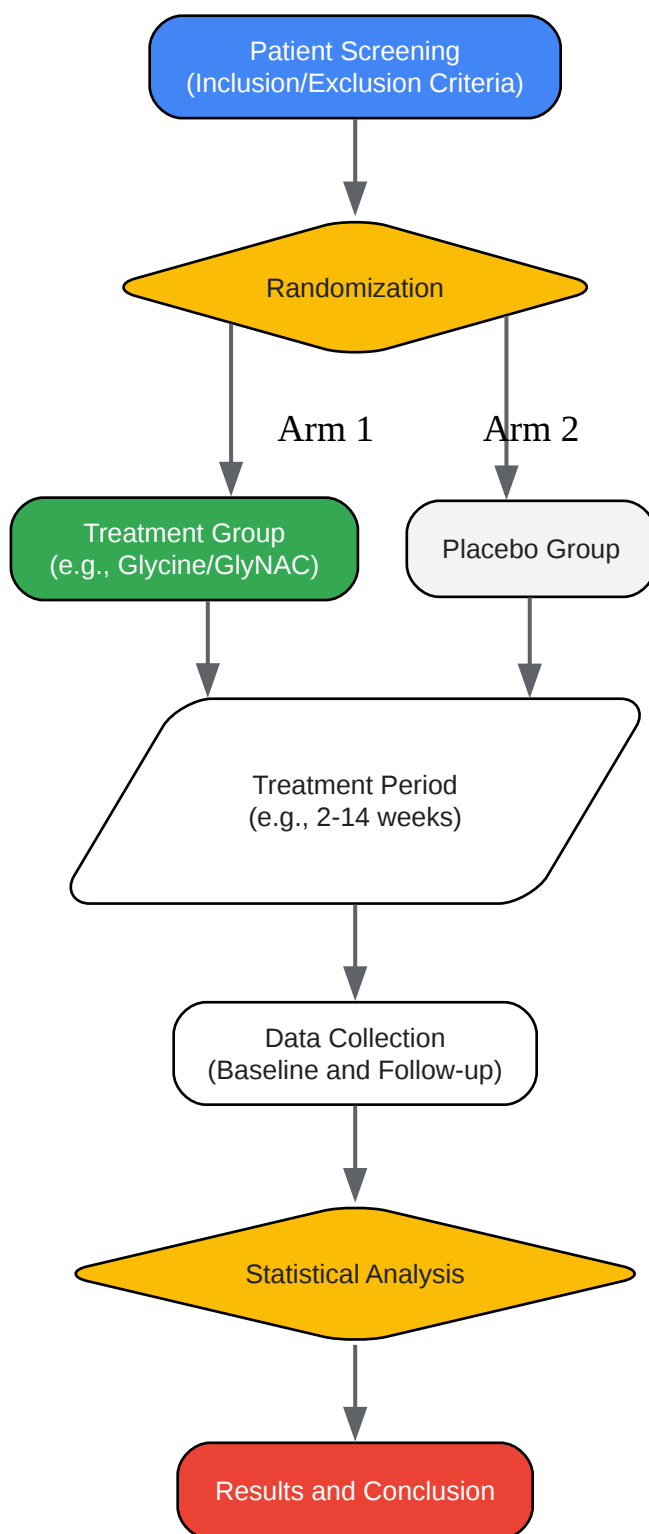 Patient Screening
(Inclusion/Exclusion Criteria)
Randomization
Arm 1
Arm 2
Treatment Group
(e.g., Glycine/GlyNAC)
Placebo Group
Treatment Period
(e.g., 2-14 weeks)
Data Collection
(Baseline and Follow-up)
Statistical Analysis
Results and Conclusion